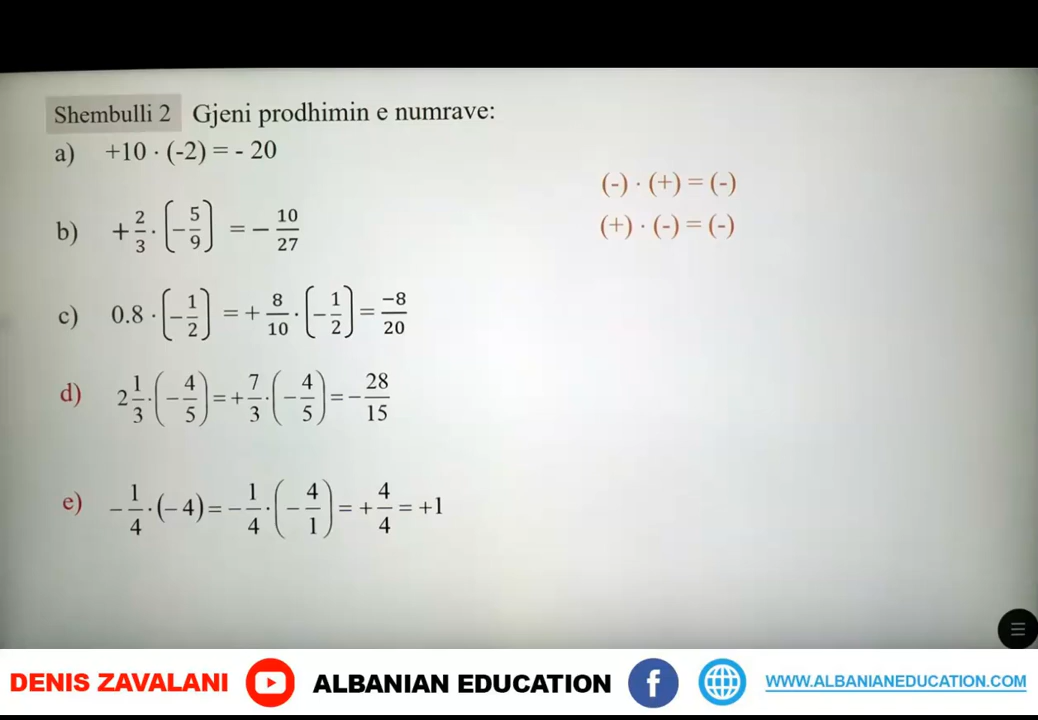 Shembulli 2 Gjeni prodhimin e numrave:
a) +10 · (-2) = - 20
(-) · (+) = (-)
(+) · (-) = (-)
b) +2/3 · (−5/9) = −10/27
c) 0.8 · (−1/2) = +8/10 · (−1/2) = −8/20
d) 2 1/3 · (−4/5) = +7/3 · (−4/5) = −28/15
e) −1/4 · (−4) = −1/4 · (−4/1) = +4/4 = +1
DENIS ZAVALANI ALBANIAN EDUCATION f WWW.ALBANIANEDUCATION.COM